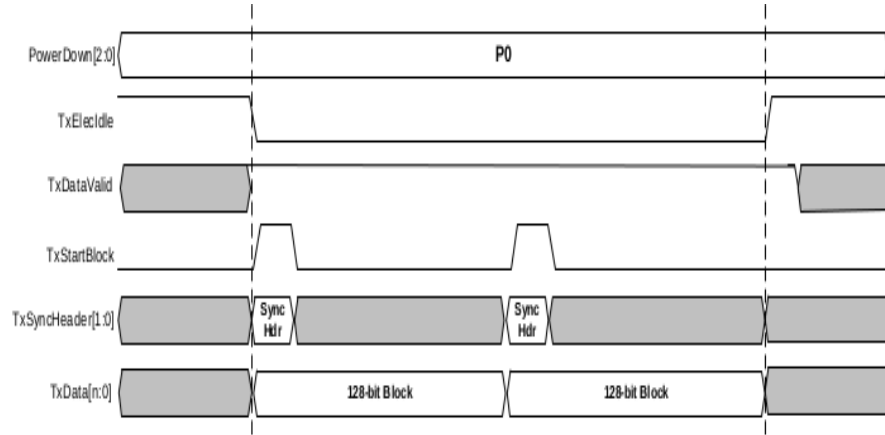 PowerDown[2:0]
P0
TxElecIdle
TxDataValid
TxStartBlock
TxSyncHeader[1:0]
Sync
Hdr
Sync
Hdr
TxData[n:0]
128-bit Block
128-bit Block